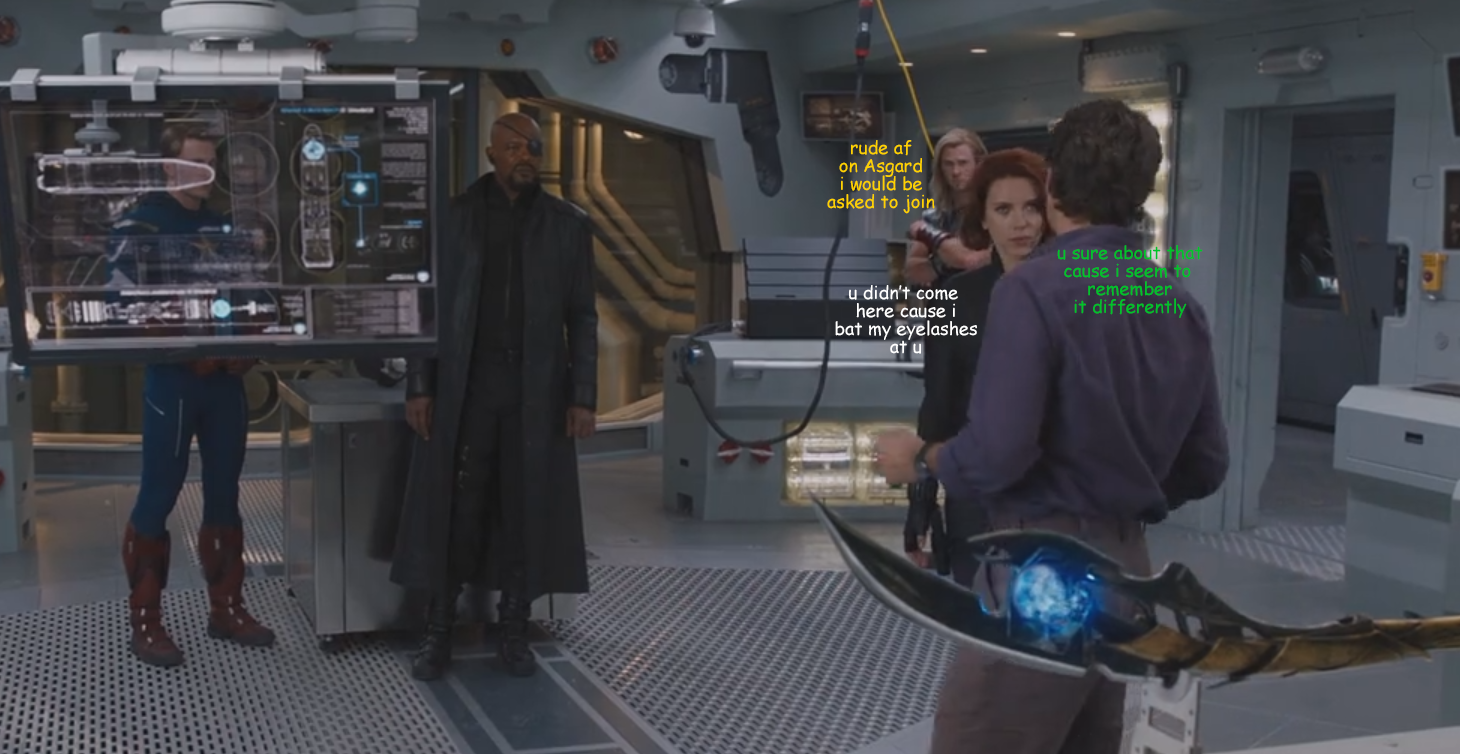 rude af
on Asgard
i would be
asked to join
u didn't come
here cause i
bat my eyelashes
at u
u sure about that
cause i seem to
remember
it differently